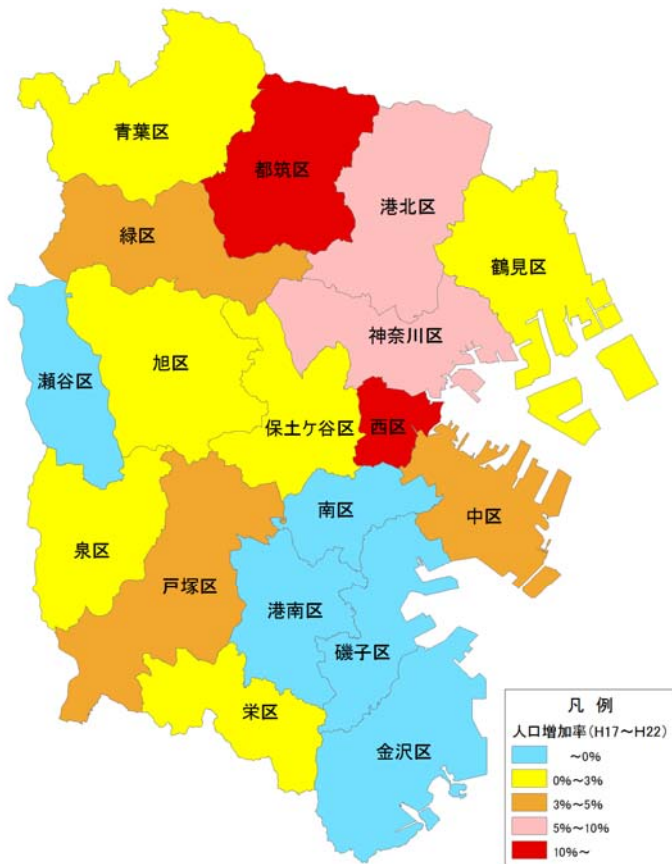 青葉区
都筑区
港北区
緑区
鶴見区
神奈川区
旭区
瀬谷区
保土ケ谷区
西区
南区
中区
泉区
戸塚区
港南区
磯子区
栄区
金沢区
凡 例
人口増加率(H17～H22)
～0%
0%～3%
3%～5%
5%～10%
10%～